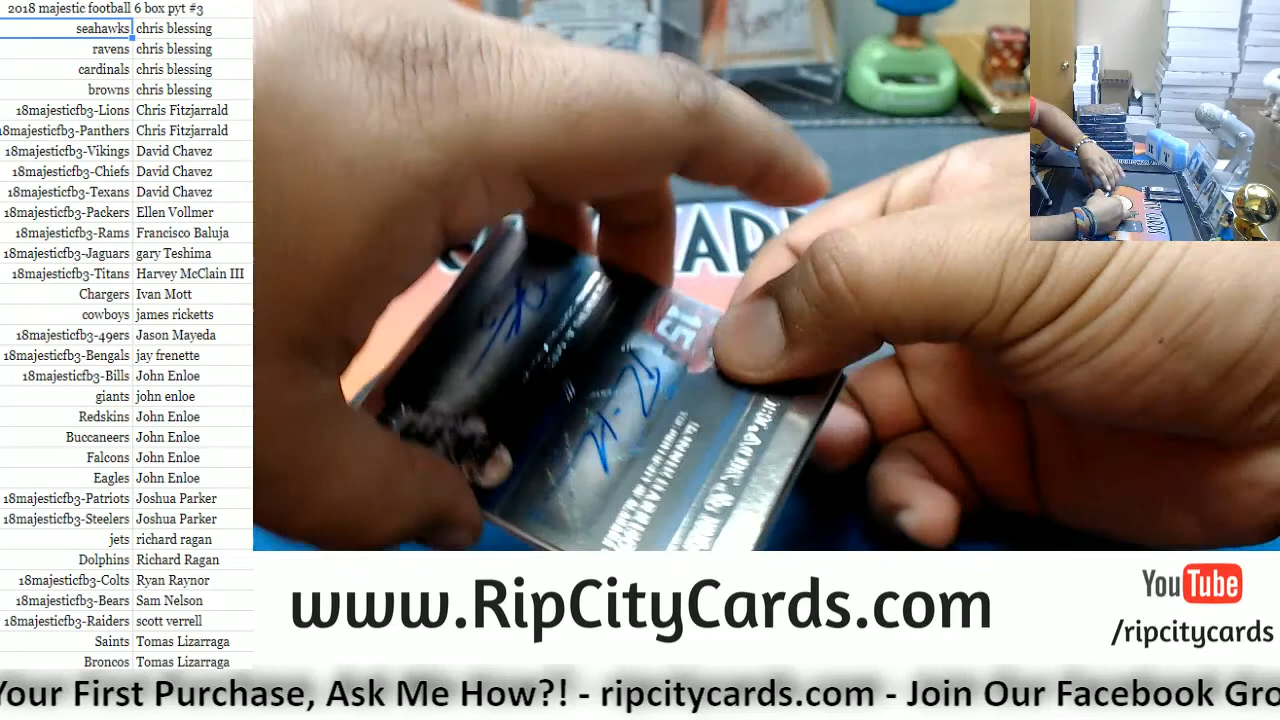 2018 majestic football 6 box pyt #3
seahawks chris blessing
ravens chris blessing
cardinals chris blessing
browns chris blessing
18majesticfb3-Lions Chris Fitzjarrald
18majesticfb3-Panthers Chris Fitzjarrald
18majesticfb3-Vikings David Chavez
18majesticfb3-Chiefs David Chavez
18majesticfb3-Texans David Chavez
18majesticfb3-Packers Ellen Vollmer
18majesticfb3-Rams Francisco Baluja
18majesticfb3-Jaguars gary Teshima
18majesticfb3-Titans Harvey McClain III
Chargers Ivan Mott
cowboys james ricketts
18majesticfb3-49ers Jason Mayeda
18majesticfb3-Bengals jay frenette
18majesticfb3-Bills John Enloe
giants john enloe
Redskins John Enloe
Buccaneers John Enloe
Falcons John Enloe
Eagles John Enloe
18majesticfb3-Patriots Joshua Parker
18majesticfb3-Steelers Joshua Parker
jets richard ragan
Dolphins Richard Ragan
18majesticfb3-Colts Ryan Raynor
18majesticfb3-Bears Sam Nelson
18majesticfb3-Raiders scott verrell
Saints Tomas Lizarraga
Broncos Tomas Lizarraga
15
www.RipCityCards.com
YouTube
/ripcitycards
Your First Purchase, Ask Me How?! - ripcitycards.com - Join Our Facebook Gro